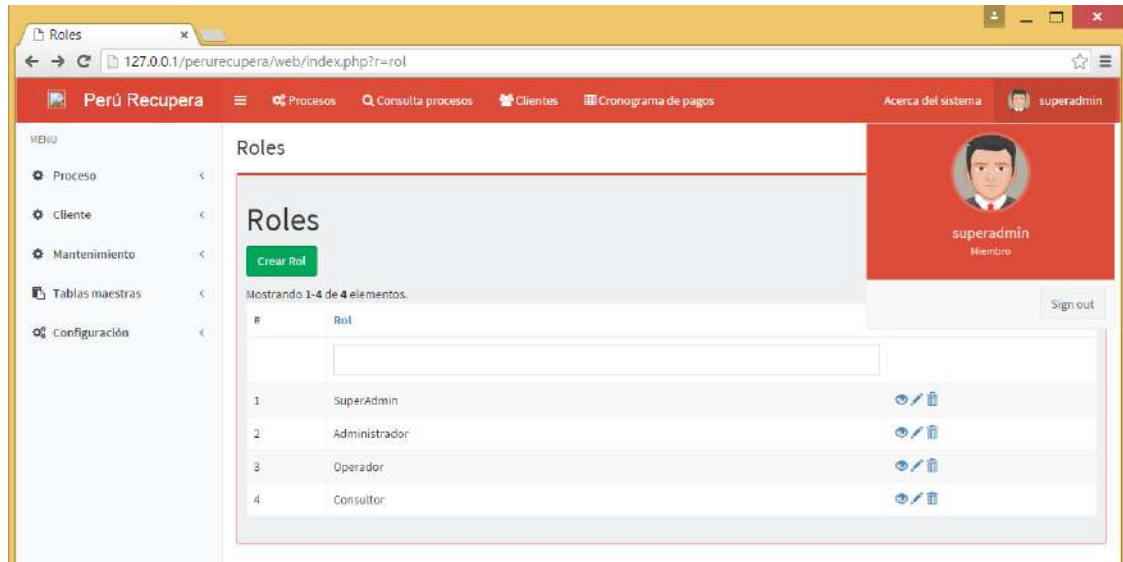 Roles
127.0.0.1/perurecupera/web/index.php?r=rol
Perú Recupera Procesos Consulta procesos Clientes Cronograma de pagos Acerca del sistema superadmin
MENU
Proceso
Cliente
Mantenimiento
Tablas maestras
Configuración
Roles
Roles
Crear Rol
Mostrando 1-4 de 4 elementos.
# Rol
1 SuperAdmin
2 Administrador
3 Operador
4 Consultor
superadmin
Miembro
Sign out